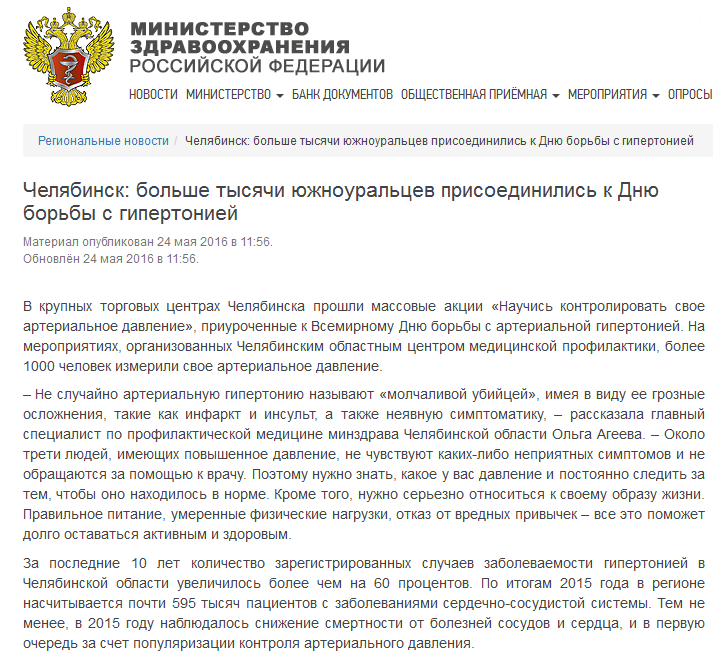 МИНИСТЕРСТВО
ЗДРАВООХРАНЕНИЯ
РОССИЙСКОЙ ФЕДЕРАЦИИ
НОВОСТИ МИНИСТЕРСТВО БАНК ДОКУМЕНТОВ ОБЩЕСТВЕННАЯ ПРИЁМНАЯ МЕРОПРИЯТИЯ ОПРОСЫ
Региональные новости / Челябинск: больше тысячи южноуральцев присоединились к Дню борьбы с гипертонией
Челябинск: больше тысячи южноуральцев присоединились к Дню
борьбы с гипертонией
Материал опубликован 24 мая 2016 в 11:56.
Обновлён 24 мая 2016 в 11:56.
В крупных торговых центрах Челябинска прошли массовые акции «Научись контролировать свое
артериальное давление», приуроченные к Всемирному Дню борьбы с артериальной гипертонией. На
мероприятиях, организованных Челябинским областным центром медицинской профилактики, более
1000 человек измерили свое артериальное давление.
– Не случайно артериальную гипертонию называют «молчаливой убийцей», имея в виду ее грозные
осложнения, такие как инфаркт и инсульт, а также неявную симптоматику, – рассказала главный
специалист по профилактической медицине минздрава Челябинской области Ольга Агеева. – Около
трети людей, имеющих повышенное давление, не чувствуют каких-либо неприятных симптомов и не
обращаются за помощью к врачу. Поэтому нужно знать, какое у вас давление и постоянно следить за
тем, чтобы оно находилось в норме. Кроме того, нужно серьезно относиться к своему образу жизни.
Правильное питание, умеренные физические нагрузки, отказ от вредных привычек – все это поможет
долго оставаться активным и здоровым.
За последние 10 лет количество зарегистрированных случаев заболеваемости гипертонией в
Челябинской области увеличилось более чем на 60 процентов. По итогам 2015 года в регионе
насчитывается почти 595 тысяч пациентов с заболеваниями сердечно-сосудистой системы. Тем не
менее, в 2015 году наблюдалось снижение смертности от болезней сосудов и сердца, и в первую
очередь за счет популяризации контроля артериального давления.